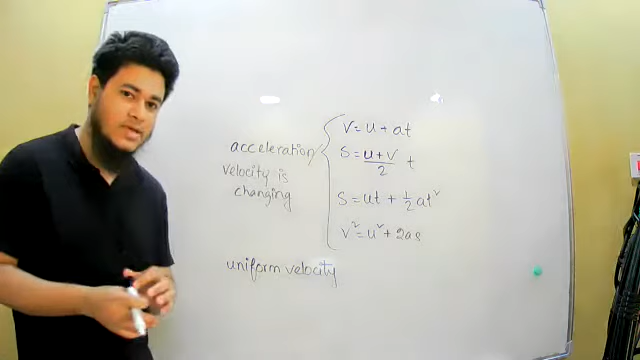 v = u + at
acceleration
s = u + v / 2 t
velocity is
changing
s = ut + 1/2 at²
v² = u² + 2as
uniform velocity